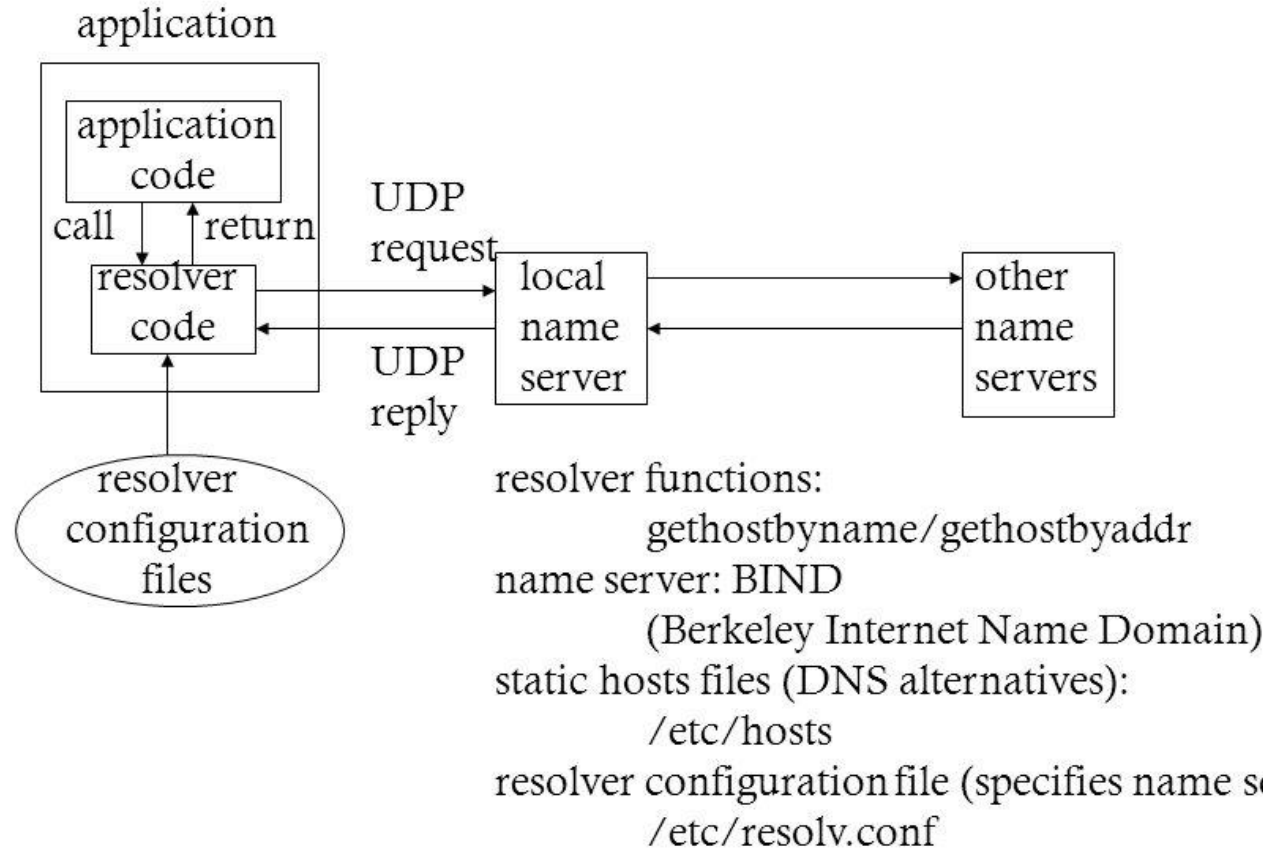 application
application
code
call
return
resolver
code
UDP
request
UDP
reply
local
name
server
other
name
servers
resolver
configuration
files
resolver functions:
gethostbyname/gethostbyaddr
name server: BIND
(Berkeley Internet Name Domain)
static hosts files (DNS alternatives):
/etc/hosts
resolver configuration file (specifies name
/etc/resolv.conf